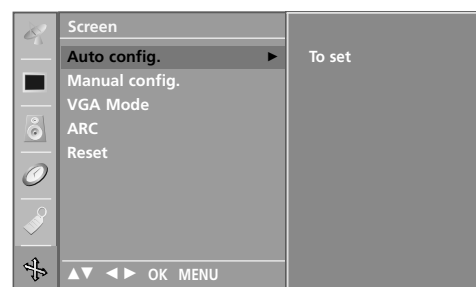 Screen
Auto config. ► To set
Manual config.
VGA Mode
ARC
Reset
▲▼ ◄► OK MENU